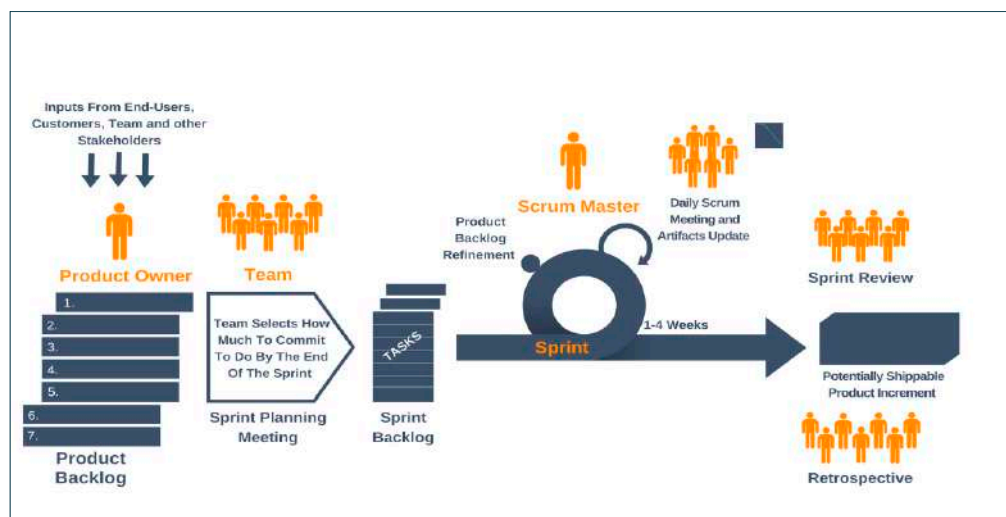 Inputs From End-Users,
Customers, Team and other
Stakeholders
Product Owner
1.
2.
3.
4.
5.
6.
7.
Product
Backlog
Team
Team Selects How
Much To Commit
To Do By The End
Of The Sprint
Sprint Planning
Meeting
TASKS
Sprint
Backlog
Scrum Master
Product
Backlog
Refinement
Daily Scrum
Meeting and
Artifacts Update
1-4 Weeks
Sprint
Sprint Review
Potentially Shippable
Product Increment
Retrospective